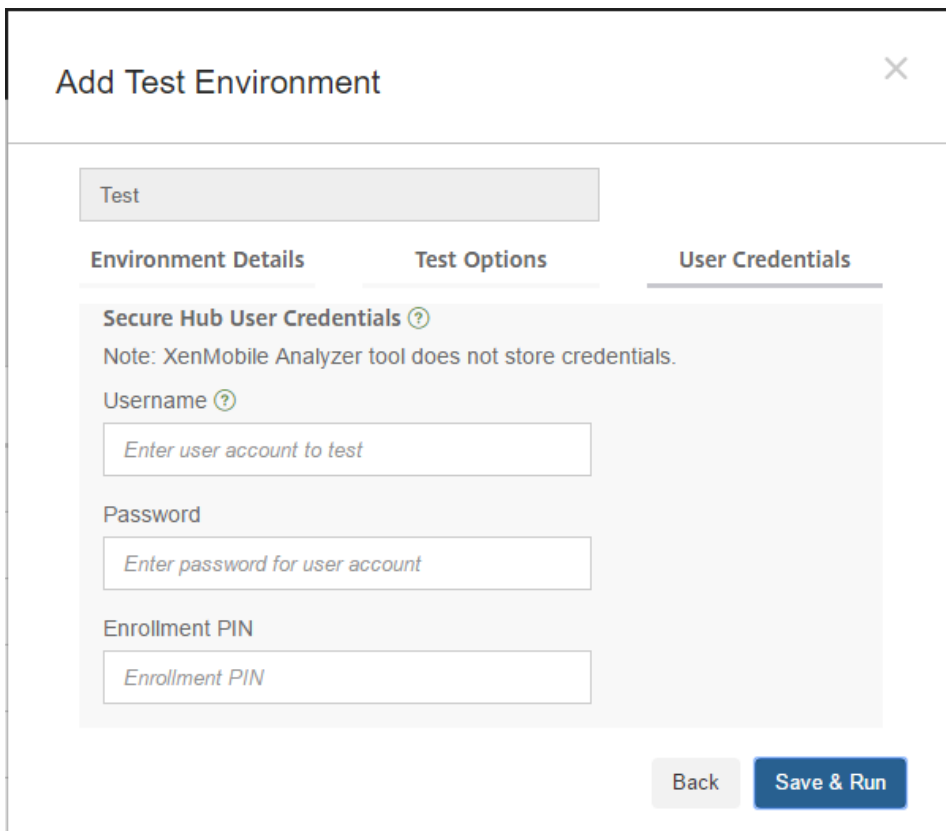 Add Test Environment
Test
Environment Details Test Options User Credentials
Secure Hub User Credentials ?
Note: XenMobile Analyzer tool does not store credentials.
Username ?
Enter user account to test
Password
Enter password for user account
Enrollment PIN
Enrollment PIN
Back Save & Run